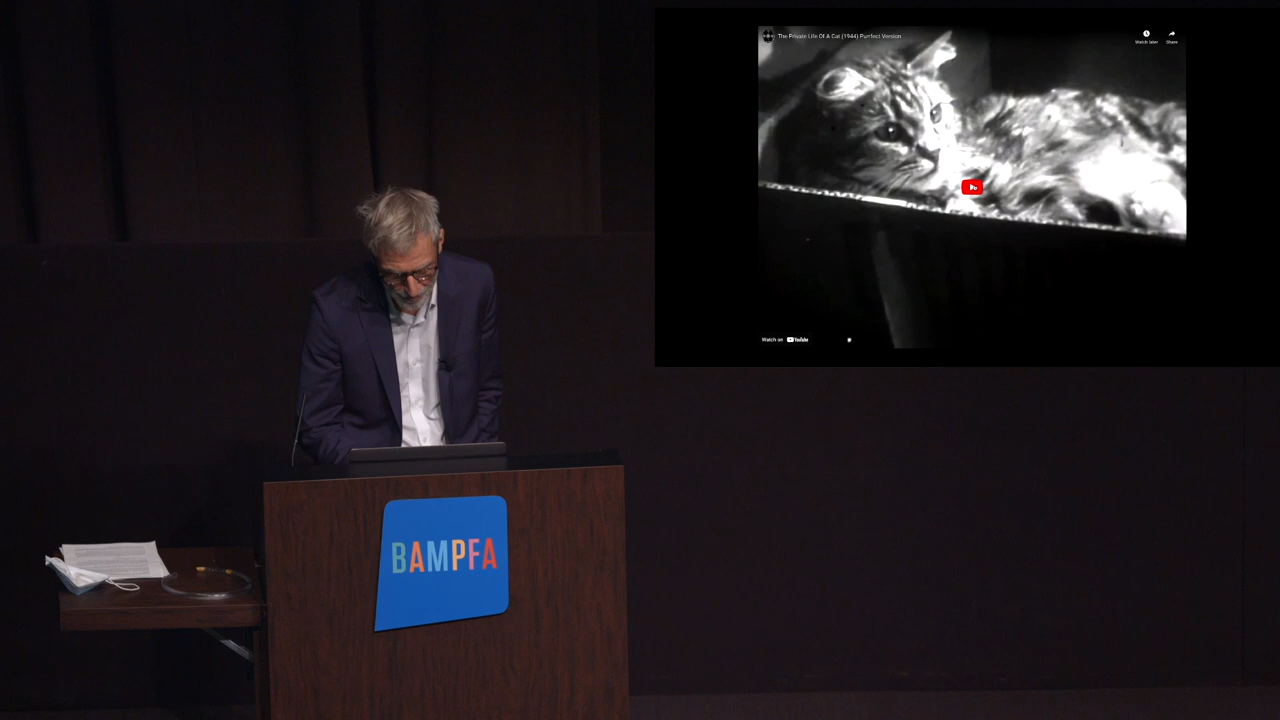 The Private Life Of A Cat (1944) Purrfect Version
Watch later
Share
Watch on YouTube
BAMPFA